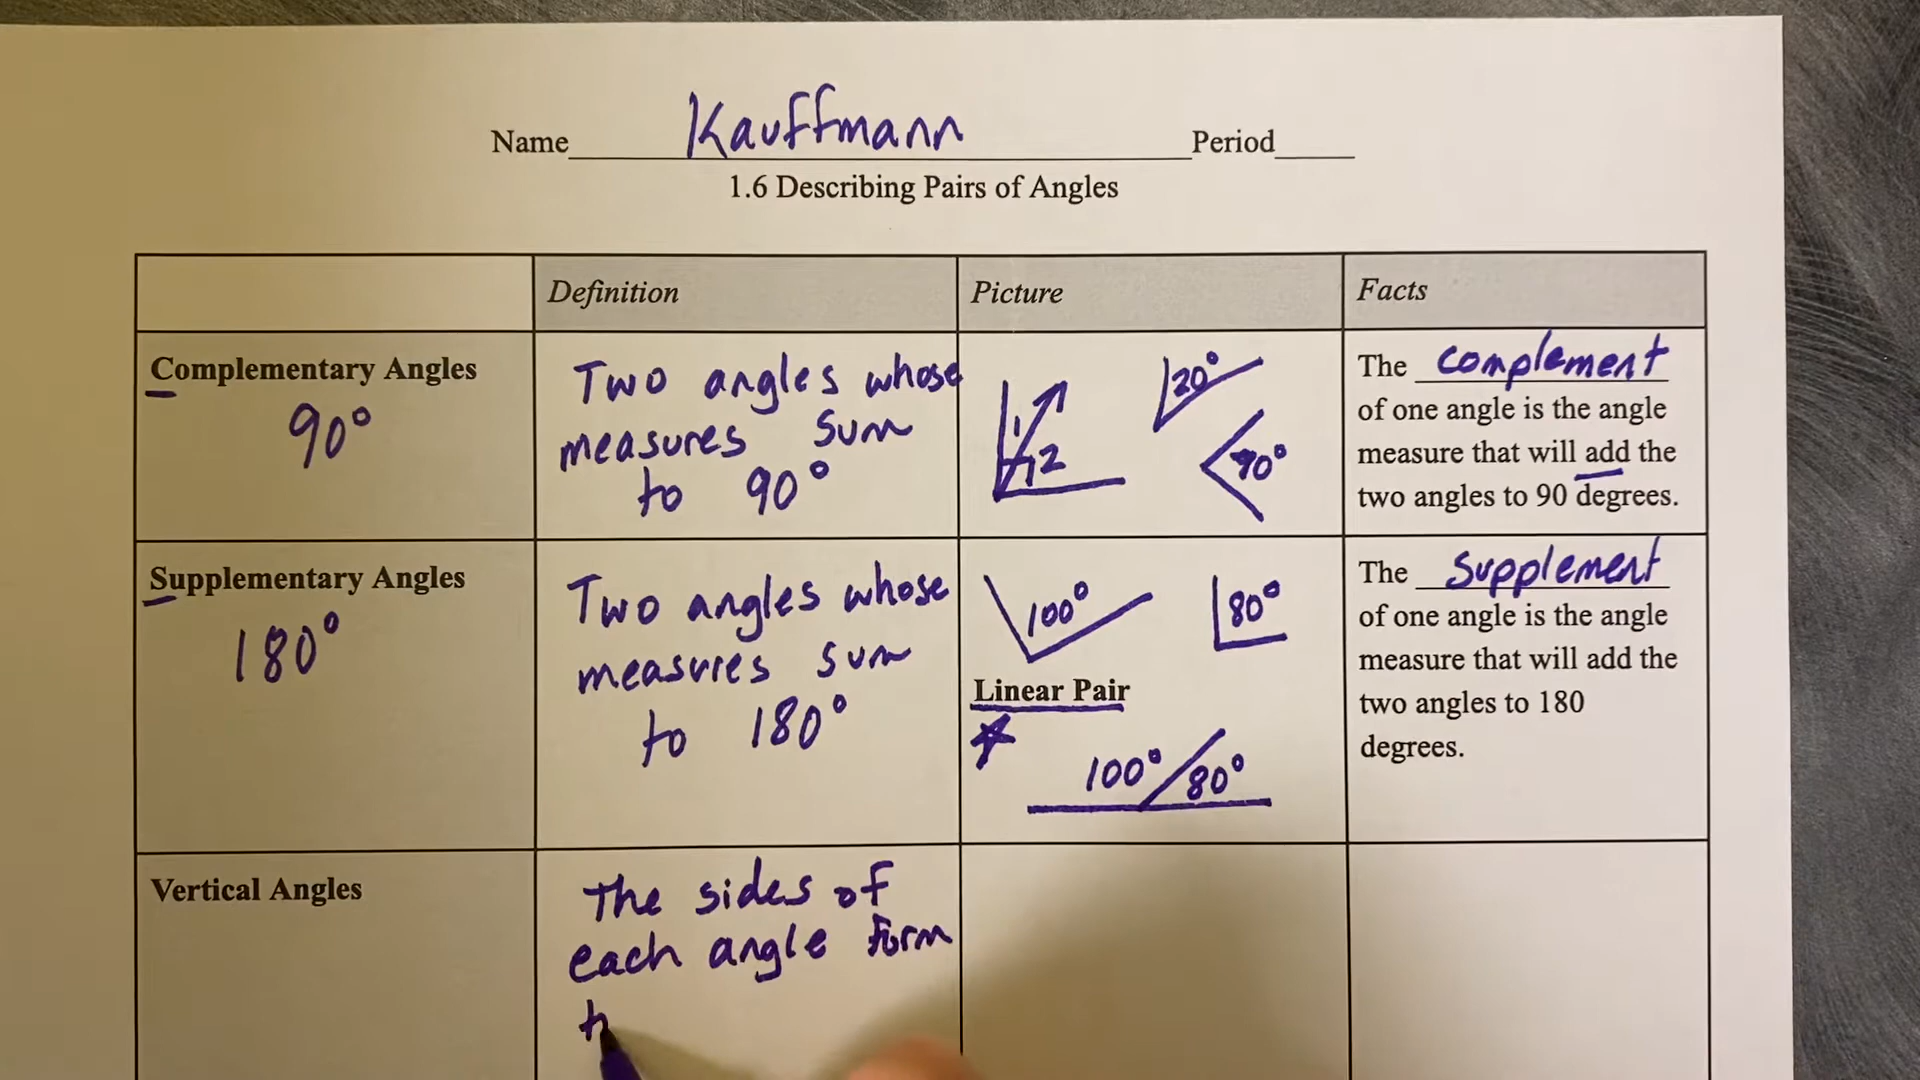 Name Kauffmann Period
1.6 Describing Pairs of Angles
Definition
Picture
Facts
Complementary Angles
90°
Two angles whose
measures sum
to 90°
1
2
20°
70°
The complement
of one angle is the angle
measure that will add the
two angles to 90 degrees.
Supplementary Angles
180°
Two angles whose
measures sum
to 180°
100°
80°
Linear Pair
100° 80°
The supplement
of one angle is the angle
measure that will add the
two angles to 180
degrees.
Vertical Angles
The sides of
each angle form